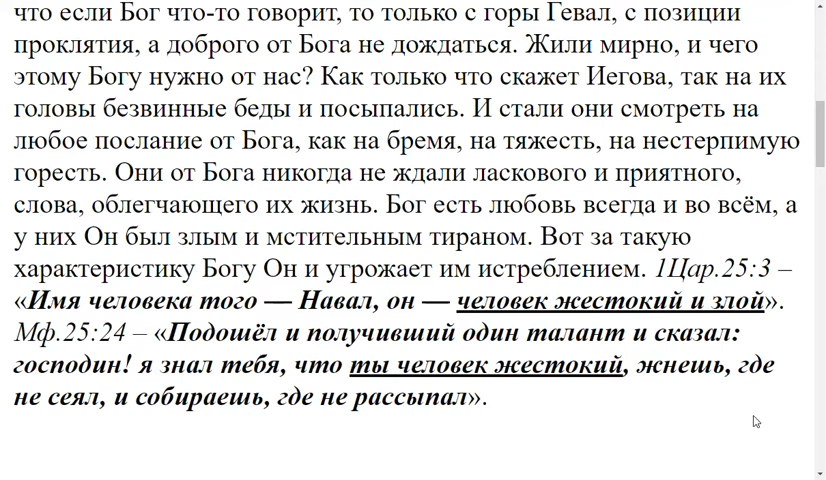 что если Бог что-то говорит, то только с горы Гевал, с позиции
проклятия, а доброго от Бога не дождаться. Жили мирно, и чего
этому Богу нужно от нас? Как только что скажет Иегова, так на их
головы безвинные беды и посыпались. И стали они смотреть на
любое послание от Бога, как на бремя, на тяжесть, на нестерпимую
горесть. Они от Бога никогда не ждали ласкового и приятного,
слова, облегчающего их жизнь. Бог есть любовь всегда и во всём, а
у них Он был злым и мстительным тираном. Вот за такую
характеристику Богу Он и угрожает им истреблением. 1Цар.25:3 –
«Имя человека того — Навал, он — человек жестокий и злой».
Мф.25:24 – «Подошёл и получивший один талант и сказал:
господин! я знал тебя, что ты человек жестокий, жнешь, где
не сеял, и собираешь, где не рассыпал».